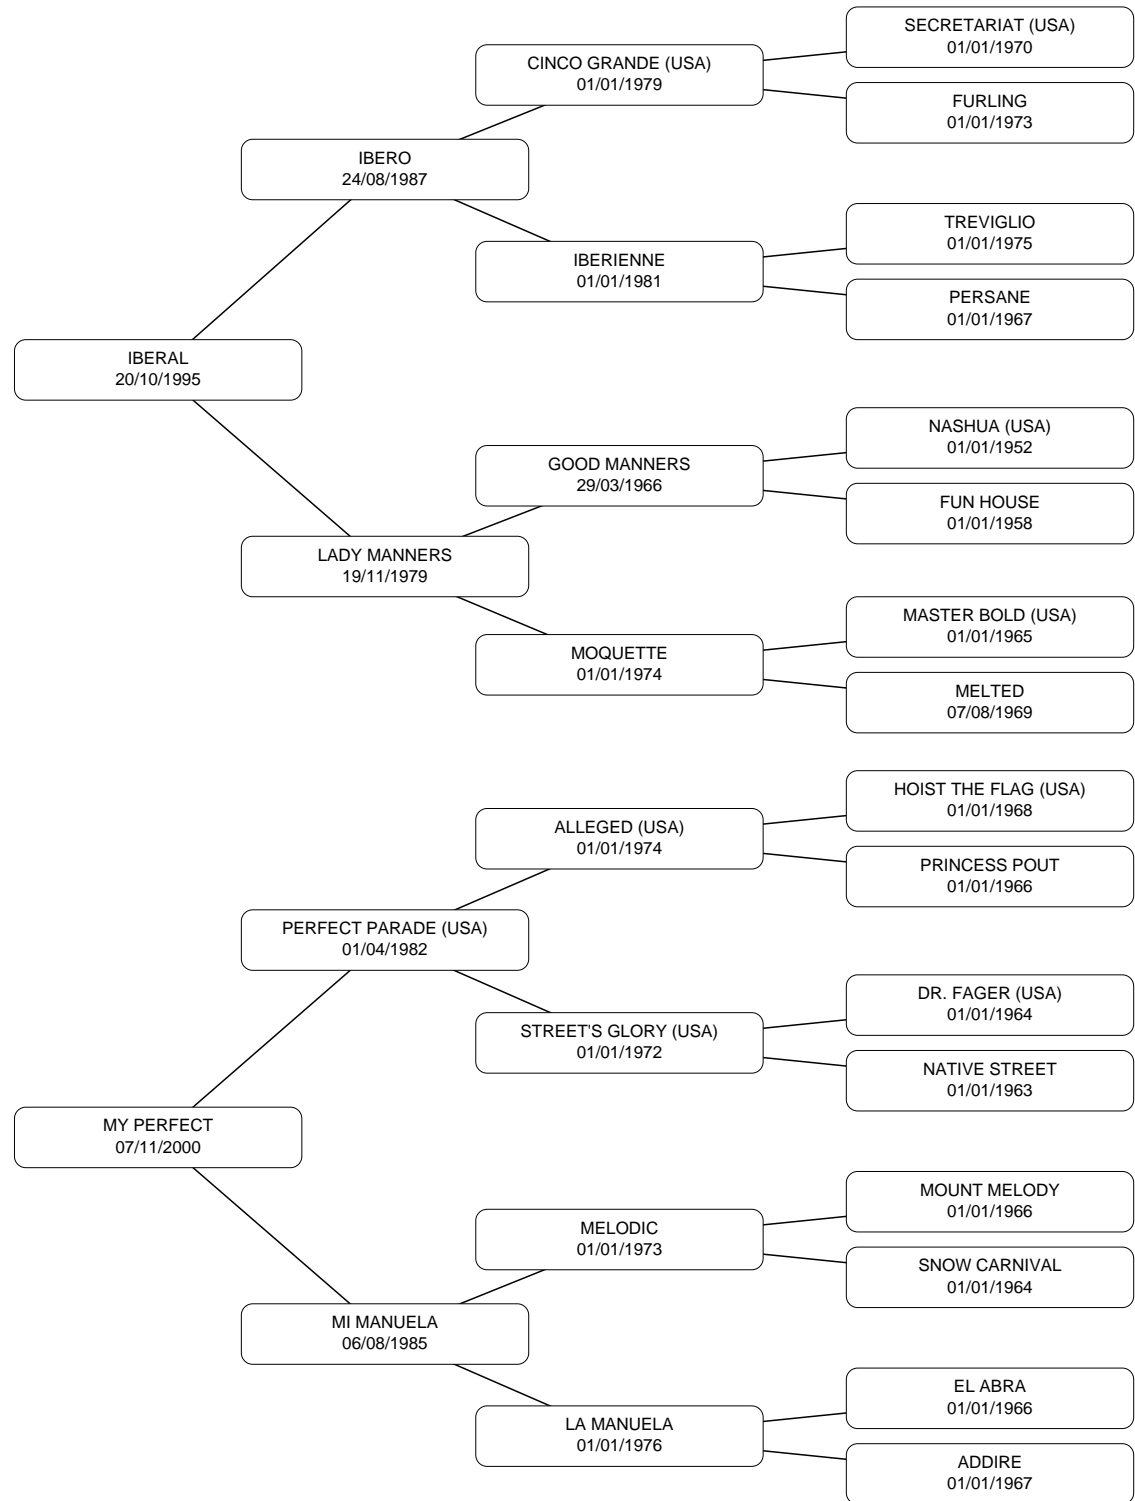 SECRETARIAT (USA)
01/01/1970
CINCO GRANDE (USA)
01/01/1979
FURLING
01/01/1973
IBERO
24/08/1987
TREVIGLIO
01/01/1975
IBERIENNE
01/01/1981
PERSANE
01/01/1967
IBERAL
20/10/1995
NASHUA (USA)
01/01/1952
GOOD MANNERS
29/03/1966
FUN HOUSE
01/01/1958
LADY MANNERS
19/11/1979
MASTER BOLD (USA)
01/01/1965
MOQUETTE
01/01/1974
MELTED
07/08/1969
HOIST THE FLAG (USA)
01/01/1968
ALLEGED (USA)
01/01/1974
PRINCESS POUT
01/01/1966
PERFECT PARADE (USA)
01/04/1982
DR. FAGER (USA)
01/01/1964
STREET'S GLORY (USA)
01/01/1972
NATIVE STREET
01/01/1963
MY PERFECT
07/11/2000
MOUNT MELODY
01/01/1966
MELODIC
01/01/1973
SNOW CARNIVAL
01/01/1964
MI MANUELA
06/08/1985
EL ABRA
01/01/1966
LA MANUELA
01/01/1976
ADDIRE
01/01/1967